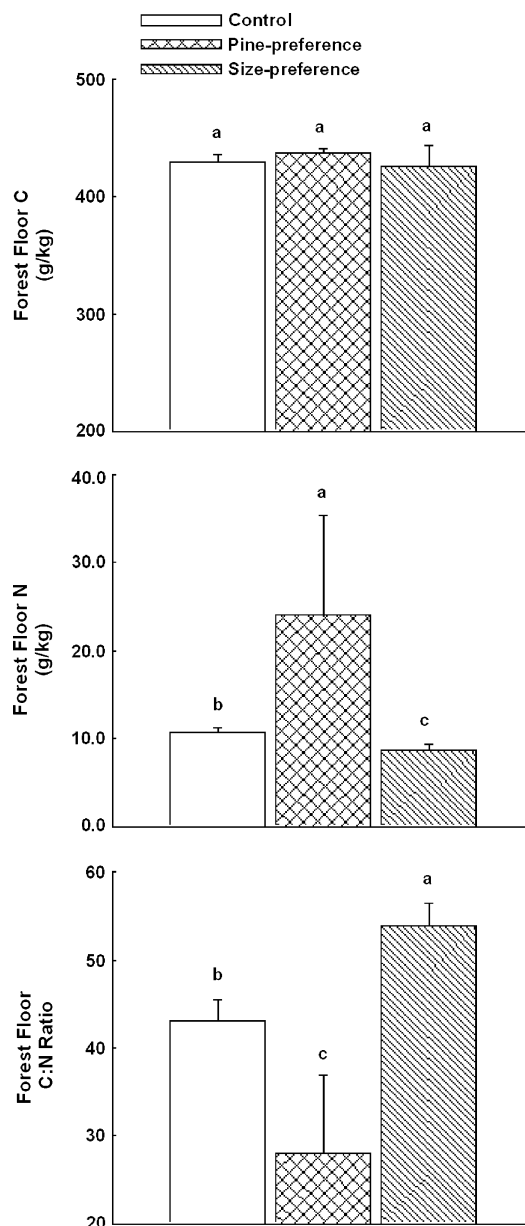 Control
Pine-preference
Size-preference
500
400
300
200
Forest Floor C
(g/kg)
a
a
a
40.0
30.0
20.0
10.0
0.0
Forest Floor N
(g/kg)
b
a
c
60
50
40
30
20
Forest Floor
C:N Ratio
b
c
a